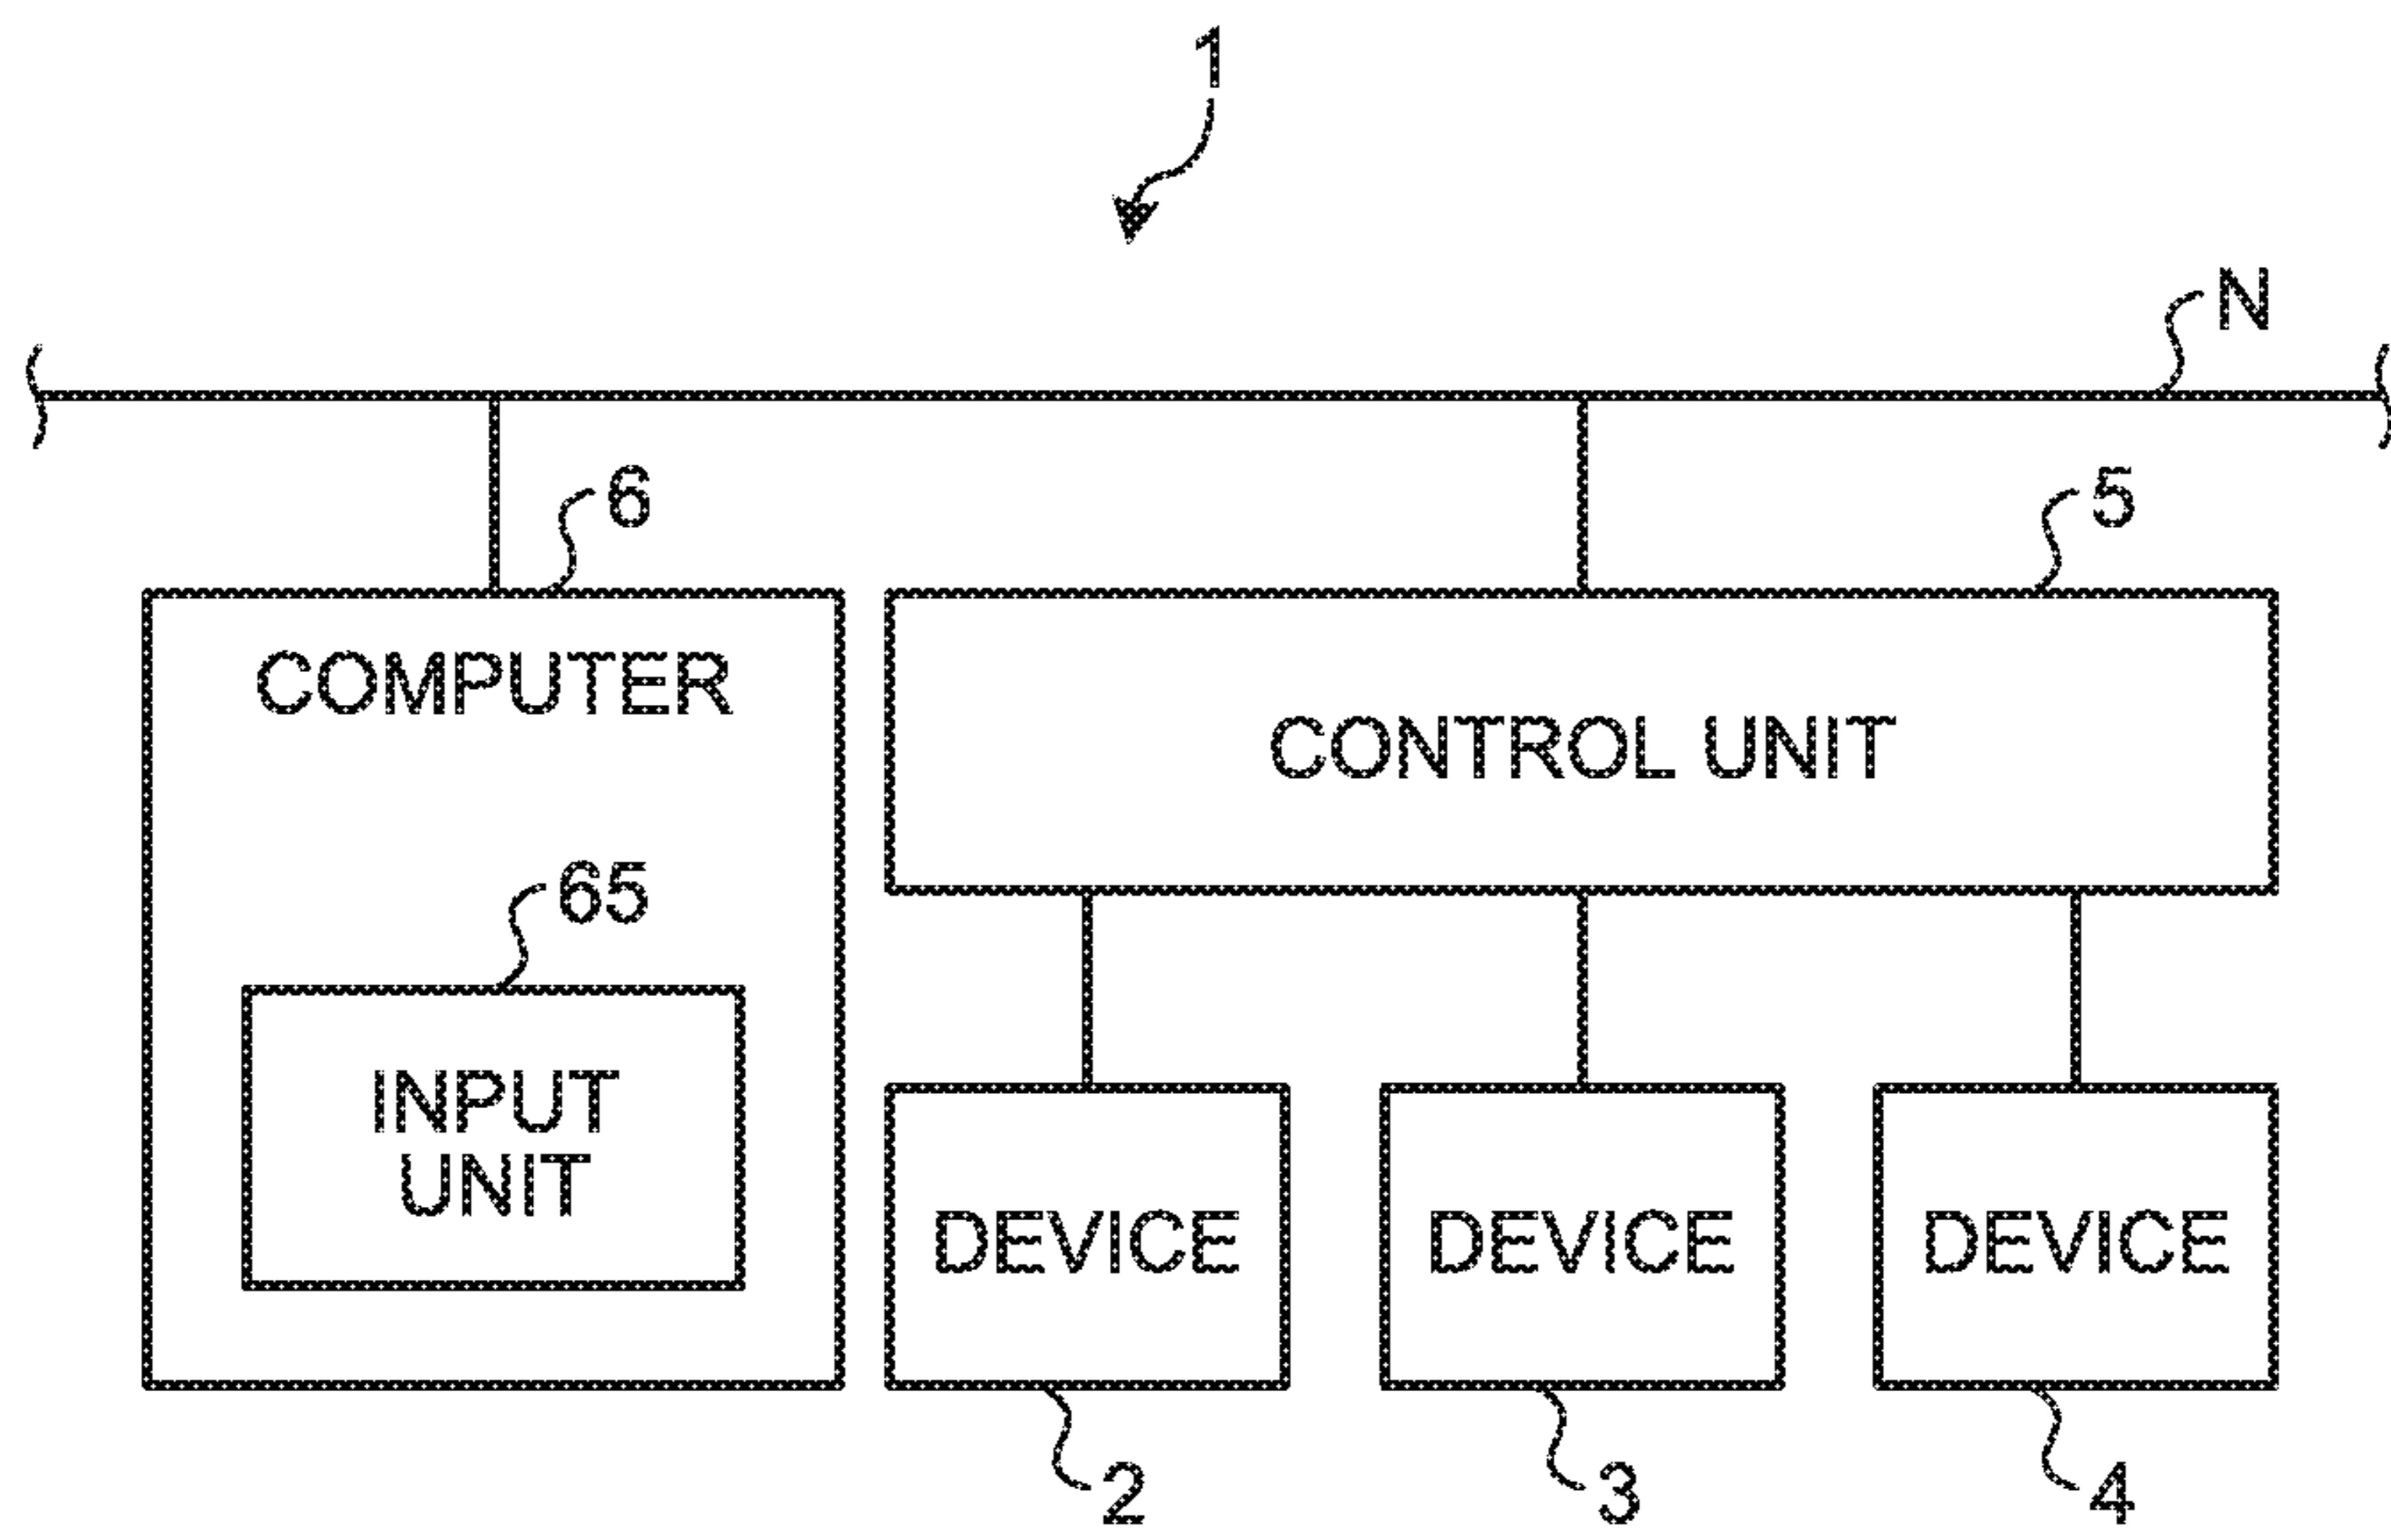 1
N
6
5
COMPUTER
CONTROL UNIT
65
INPUT
UNIT
DEVICE
DEVICE
DEVICE
2
3
4